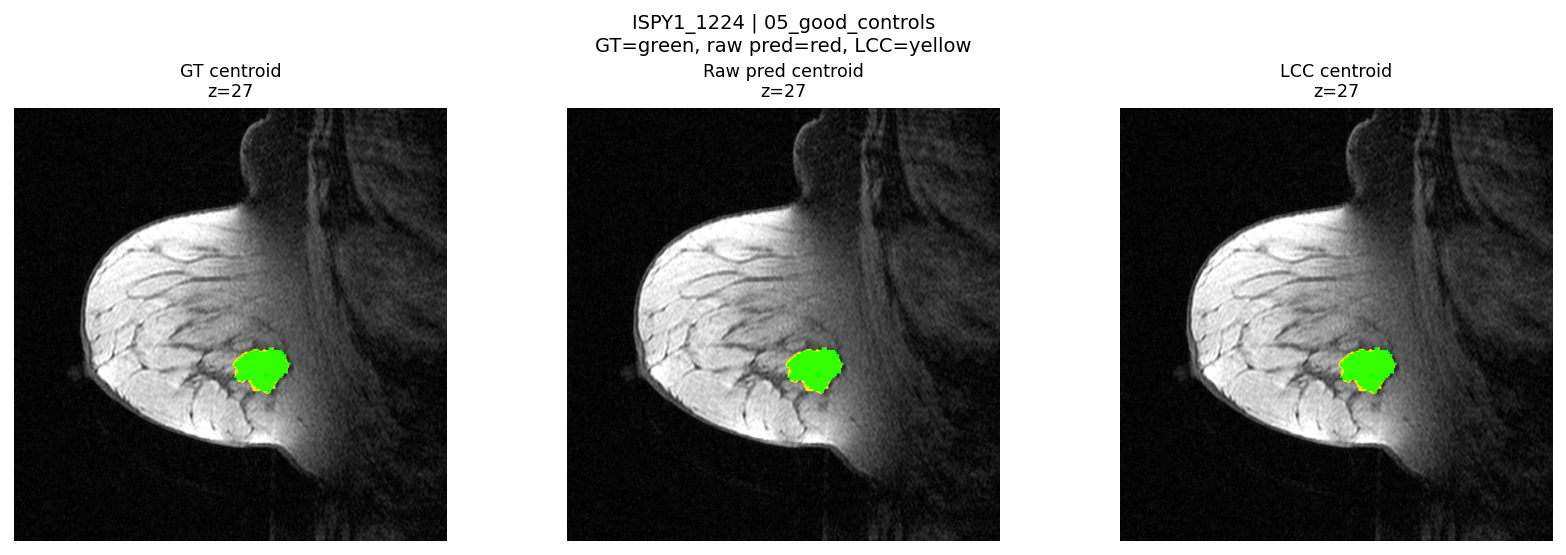 ISPY1_1224 | 05_good_controls
GT=green, raw pred=red, LCC=yellow
GT centroid
z=27
Raw pred centroid
z=27
LCC centroid
z=27